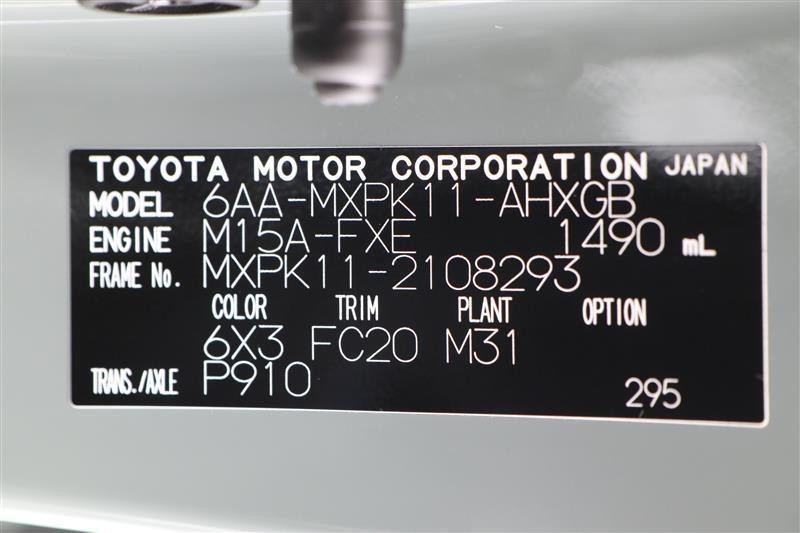 TOYOTA MOTOR CORPORATION JAPAN
MODEL 6AA-MXPK11-AHXGB
ENGINE M15A-FXE 1490 mL
FRAME No. MXPK11-2108293
COLOR TRIM PLANT OPTION
6X3 FC20 M31
TRANS./AXLE P910 295